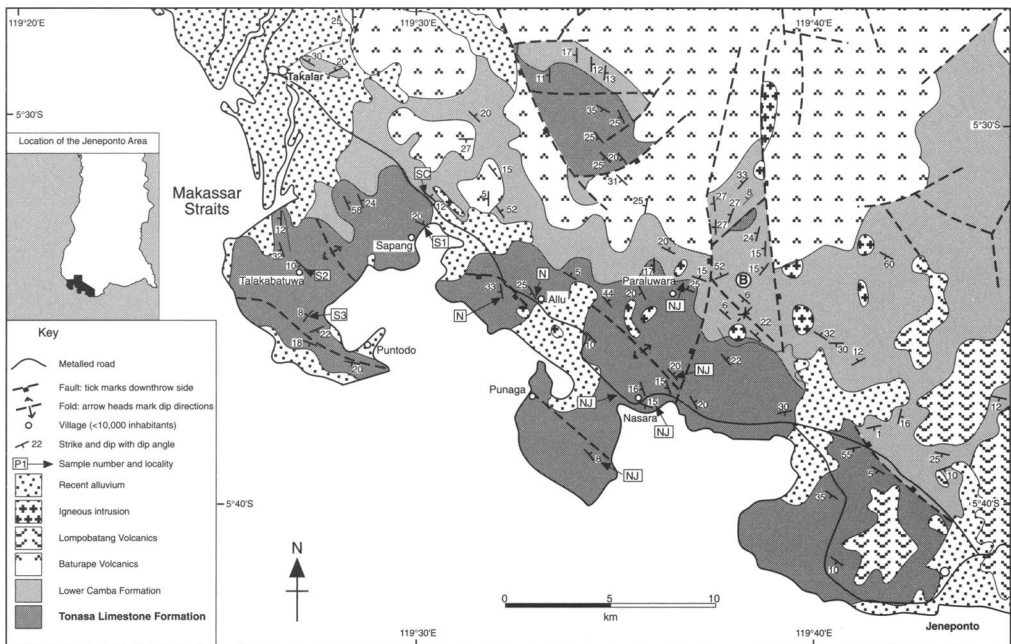 119°20'E
119°30'E
119°40'E
5°30'S
5°30'S
Location of the Jeneponto Area
Makassar
Straits
Takalar
SC
S1
Sapang
S2
Talakabatuwa
S3
Puntodo
N
N
Allu
Paraluwara
NJ
B
Punaga
NJ
NJ
Nasara
NJ
NJ
5°40'S
5°40'S
Jeneponto
119°30'E
119°40'E
Key
Metalled road
Fault: tick marks downthrow side
Fold: arrow heads mark dip directions
Village (<10,000 inhabitants)
22 Strike and dip with dip angle
P1 Sample number and locality
Recent alluvium
Igneous intrusion
Lompobatang Volcanics
Baturape Volcanics
Lower Camba Formation
Tonasa Limestone Formation
N
0 5 10
km